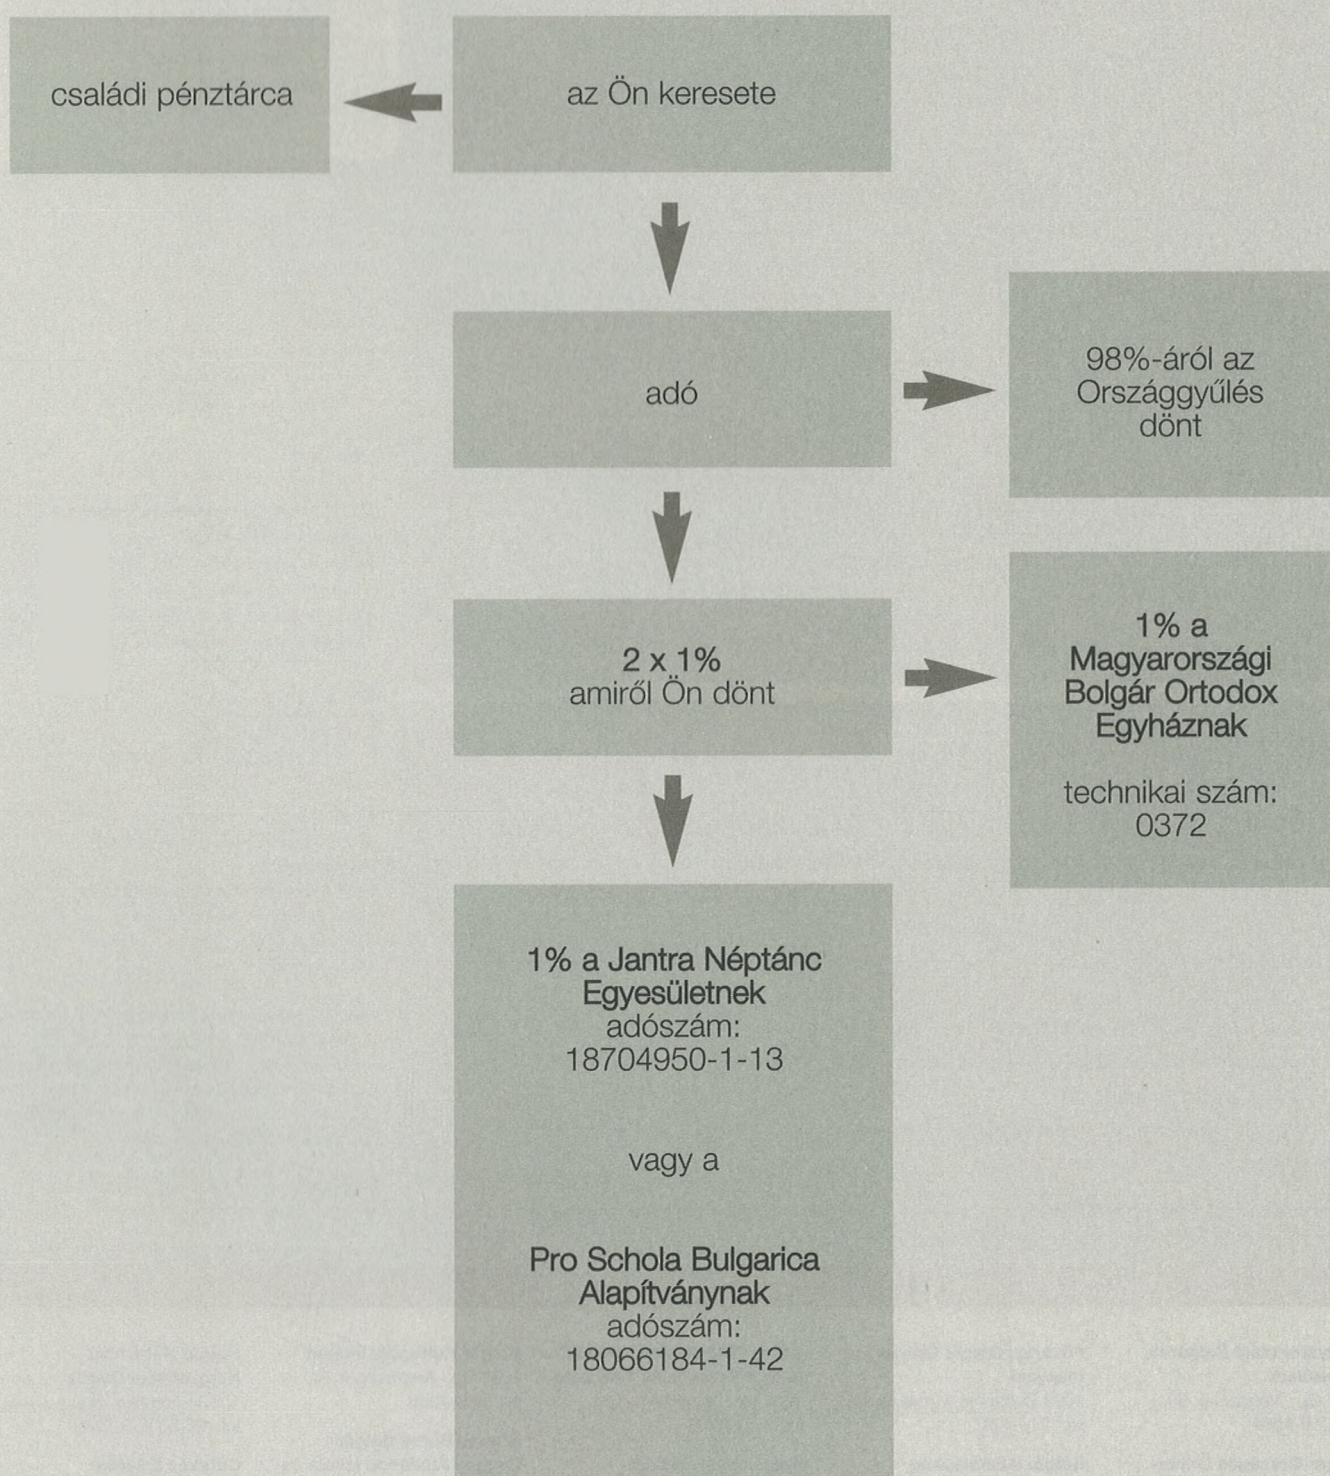 családi pénztárca
az Ön keresete
adó
98%-áról az
Országgyűlés
dönt
2 x 1%
amiről Ön dönt
1% a
Magyarországi
Bolgár Ortodox
Egyháznak
technikai szám:
0372
1% a Jantra Néptánc
Egyesületnek
adószám:
18704950-1-13
vagy a
Pro Schola Bulgarica
Alapítványnak
adószám:
18066184-1-42